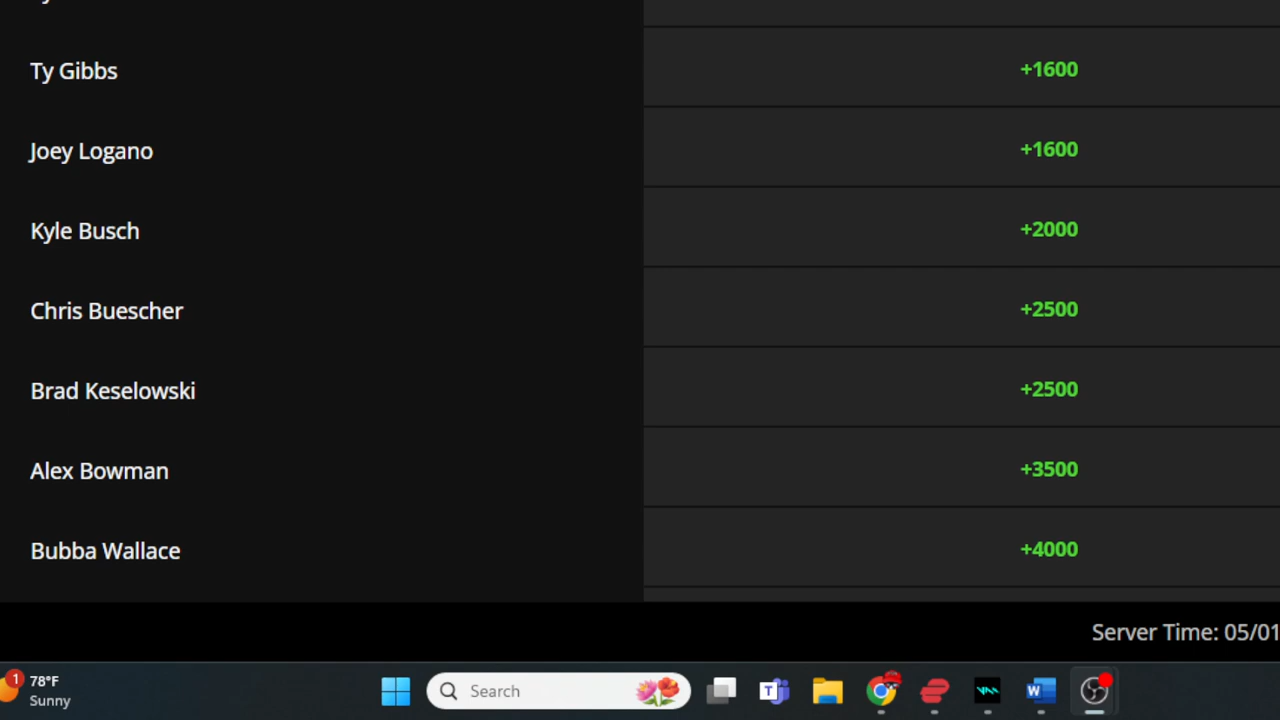 Ty Gibbs +1600
Joey Logano +1600
Kyle Busch +2000
Chris Buescher +2500
Brad Keselowski +2500
Alex Bowman +3500
Bubba Wallace +4000
Server Time: 05/01
1
78°F
Sunny
Search